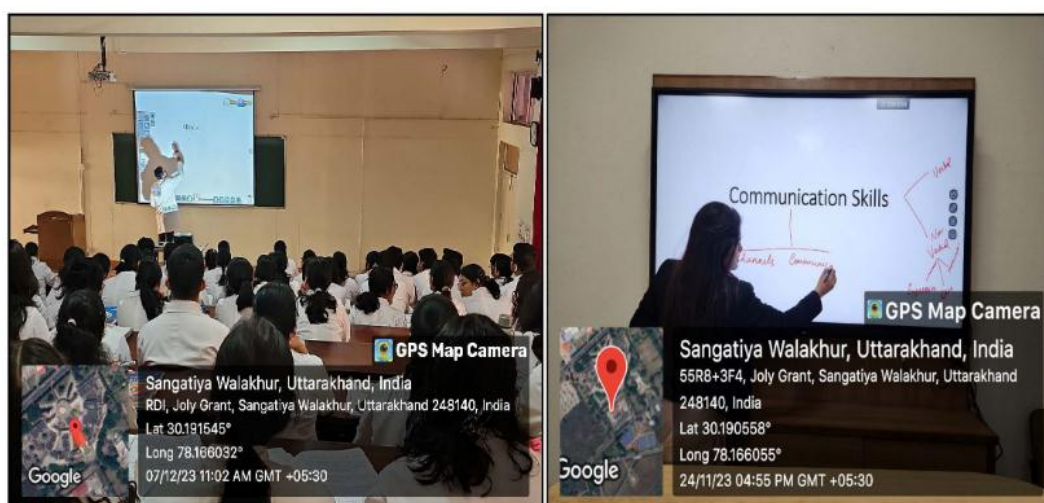 GPS Map Camera
Sangatiya Walakhur, Uttarakhand, India
RDI, Joly Grant, Sangatiya Walakhur, Uttarakhand 248140, India
Lat 30.191545°
Long 78.166032°
07/12/23 11:02 AM GMT +05:30
Google
Communication Skills
Verbal
Channels
GPS Map Camera
Sangatiya Walakhur, Uttarakhand, India
55R8+3F4, Joly Grant, Sangatiya Walakhur, Uttarakhand
248140, India
Lat 30.190558°
Long 78.166055°
24/11/23 04:55 PM GMT +05:30
Google